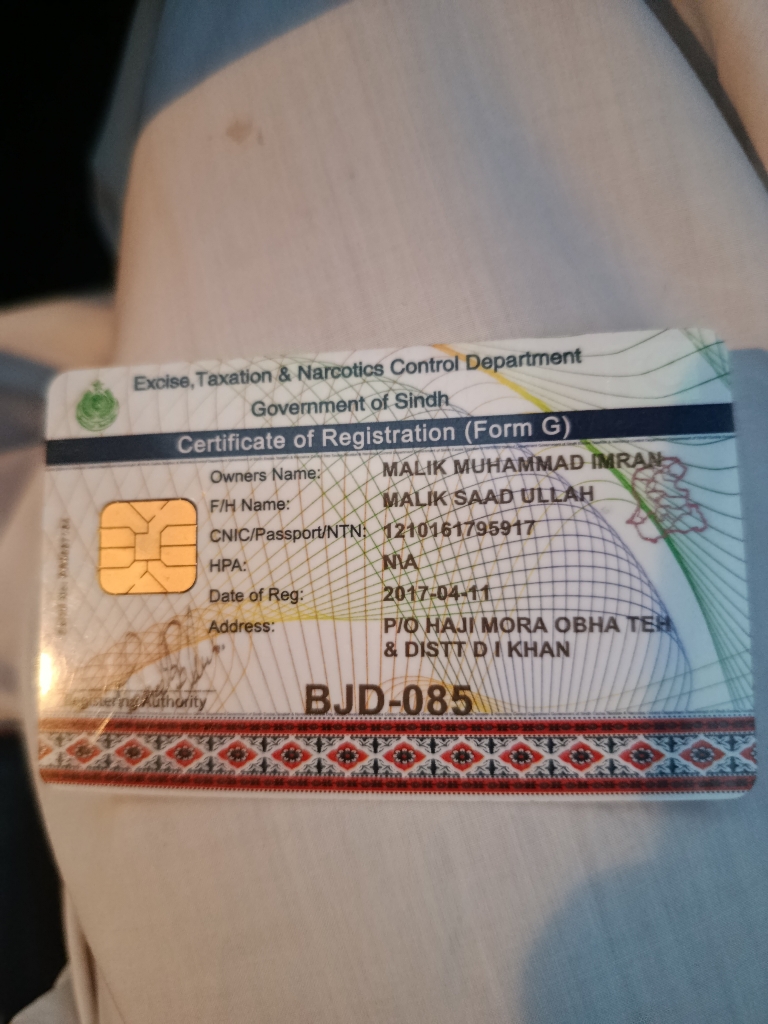 Excise,Taxation & Narcotics Control Department
Government of Sindh
Certificate of Registration (Form G)
Owners Name: MALIK MUHAMMAD IMRAN
F/H Name: MALIK SAAD ULLAH
CNIC/Passport/NTN: 1210161795917
HPA: N\A
Date of Reg: 2017-04-11
Address: P/O HAJI MORA OBHA TEH
& DISTT D I KHAN
Registering Authority
BJD-085